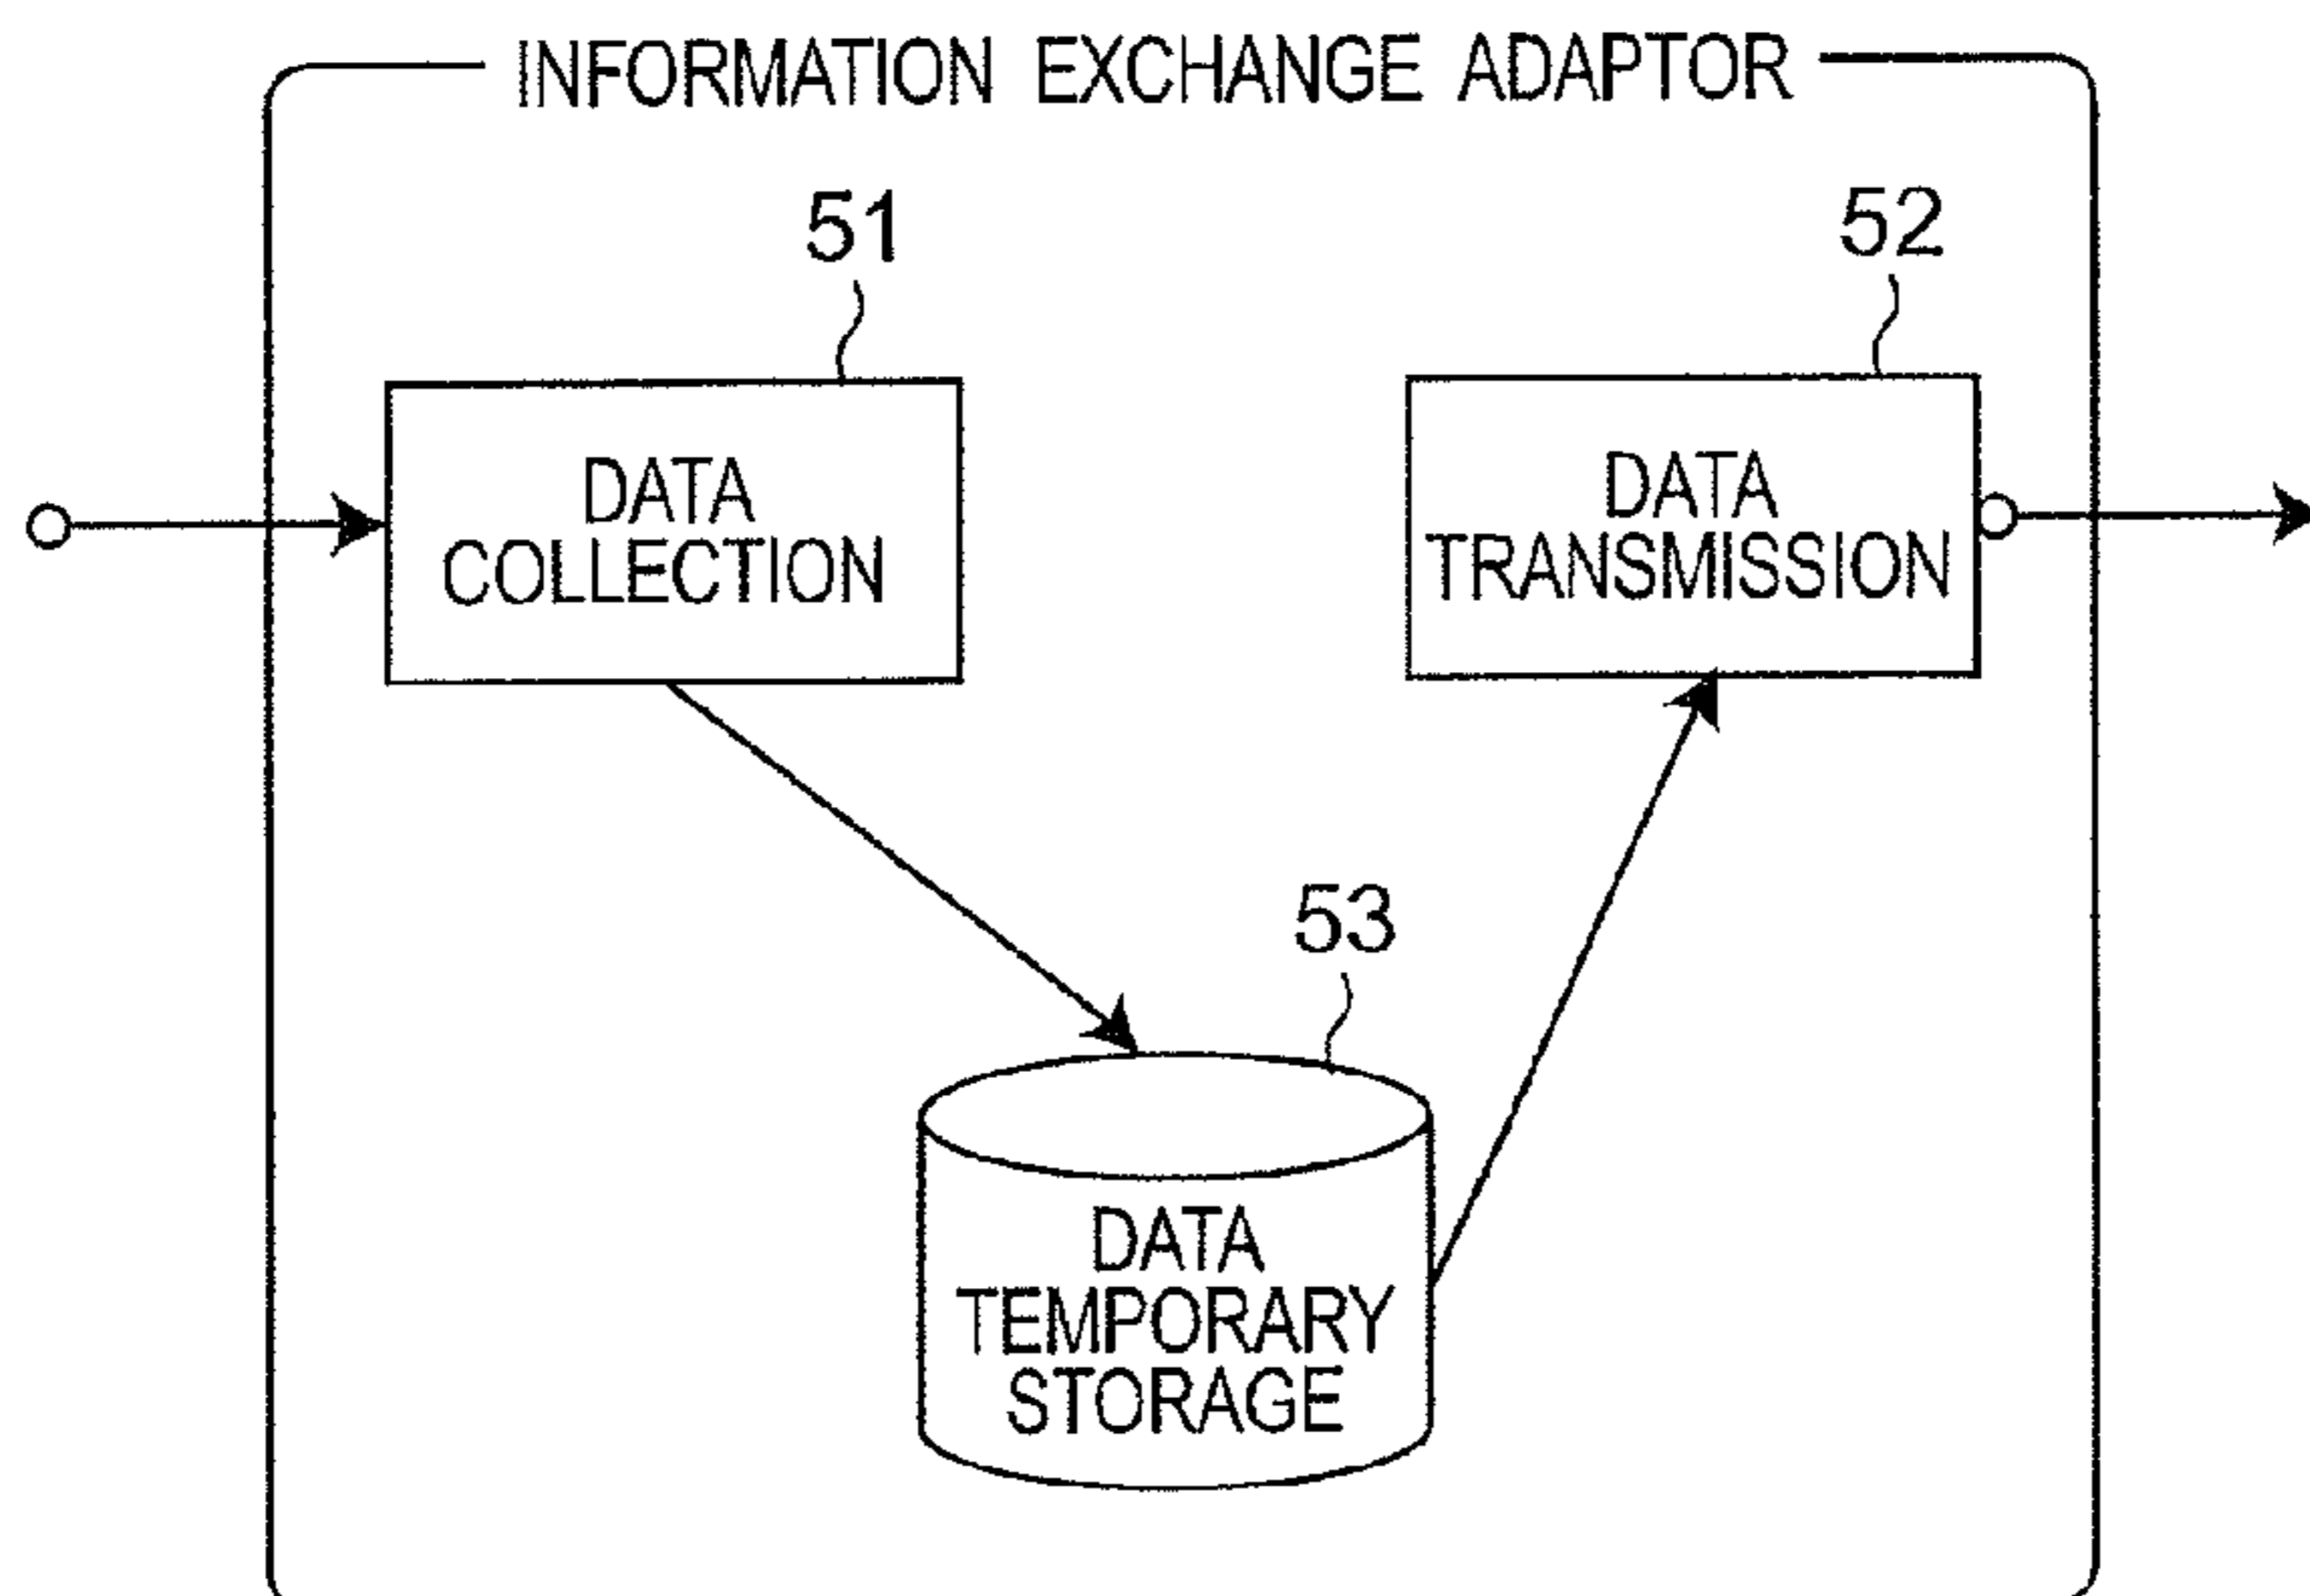 INFORMATION EXCHANGE ADAPTOR
51
52
DATA
COLLECTION
DATA
TRANSMISSION
53
DATA
TEMPORARY
STORAGE